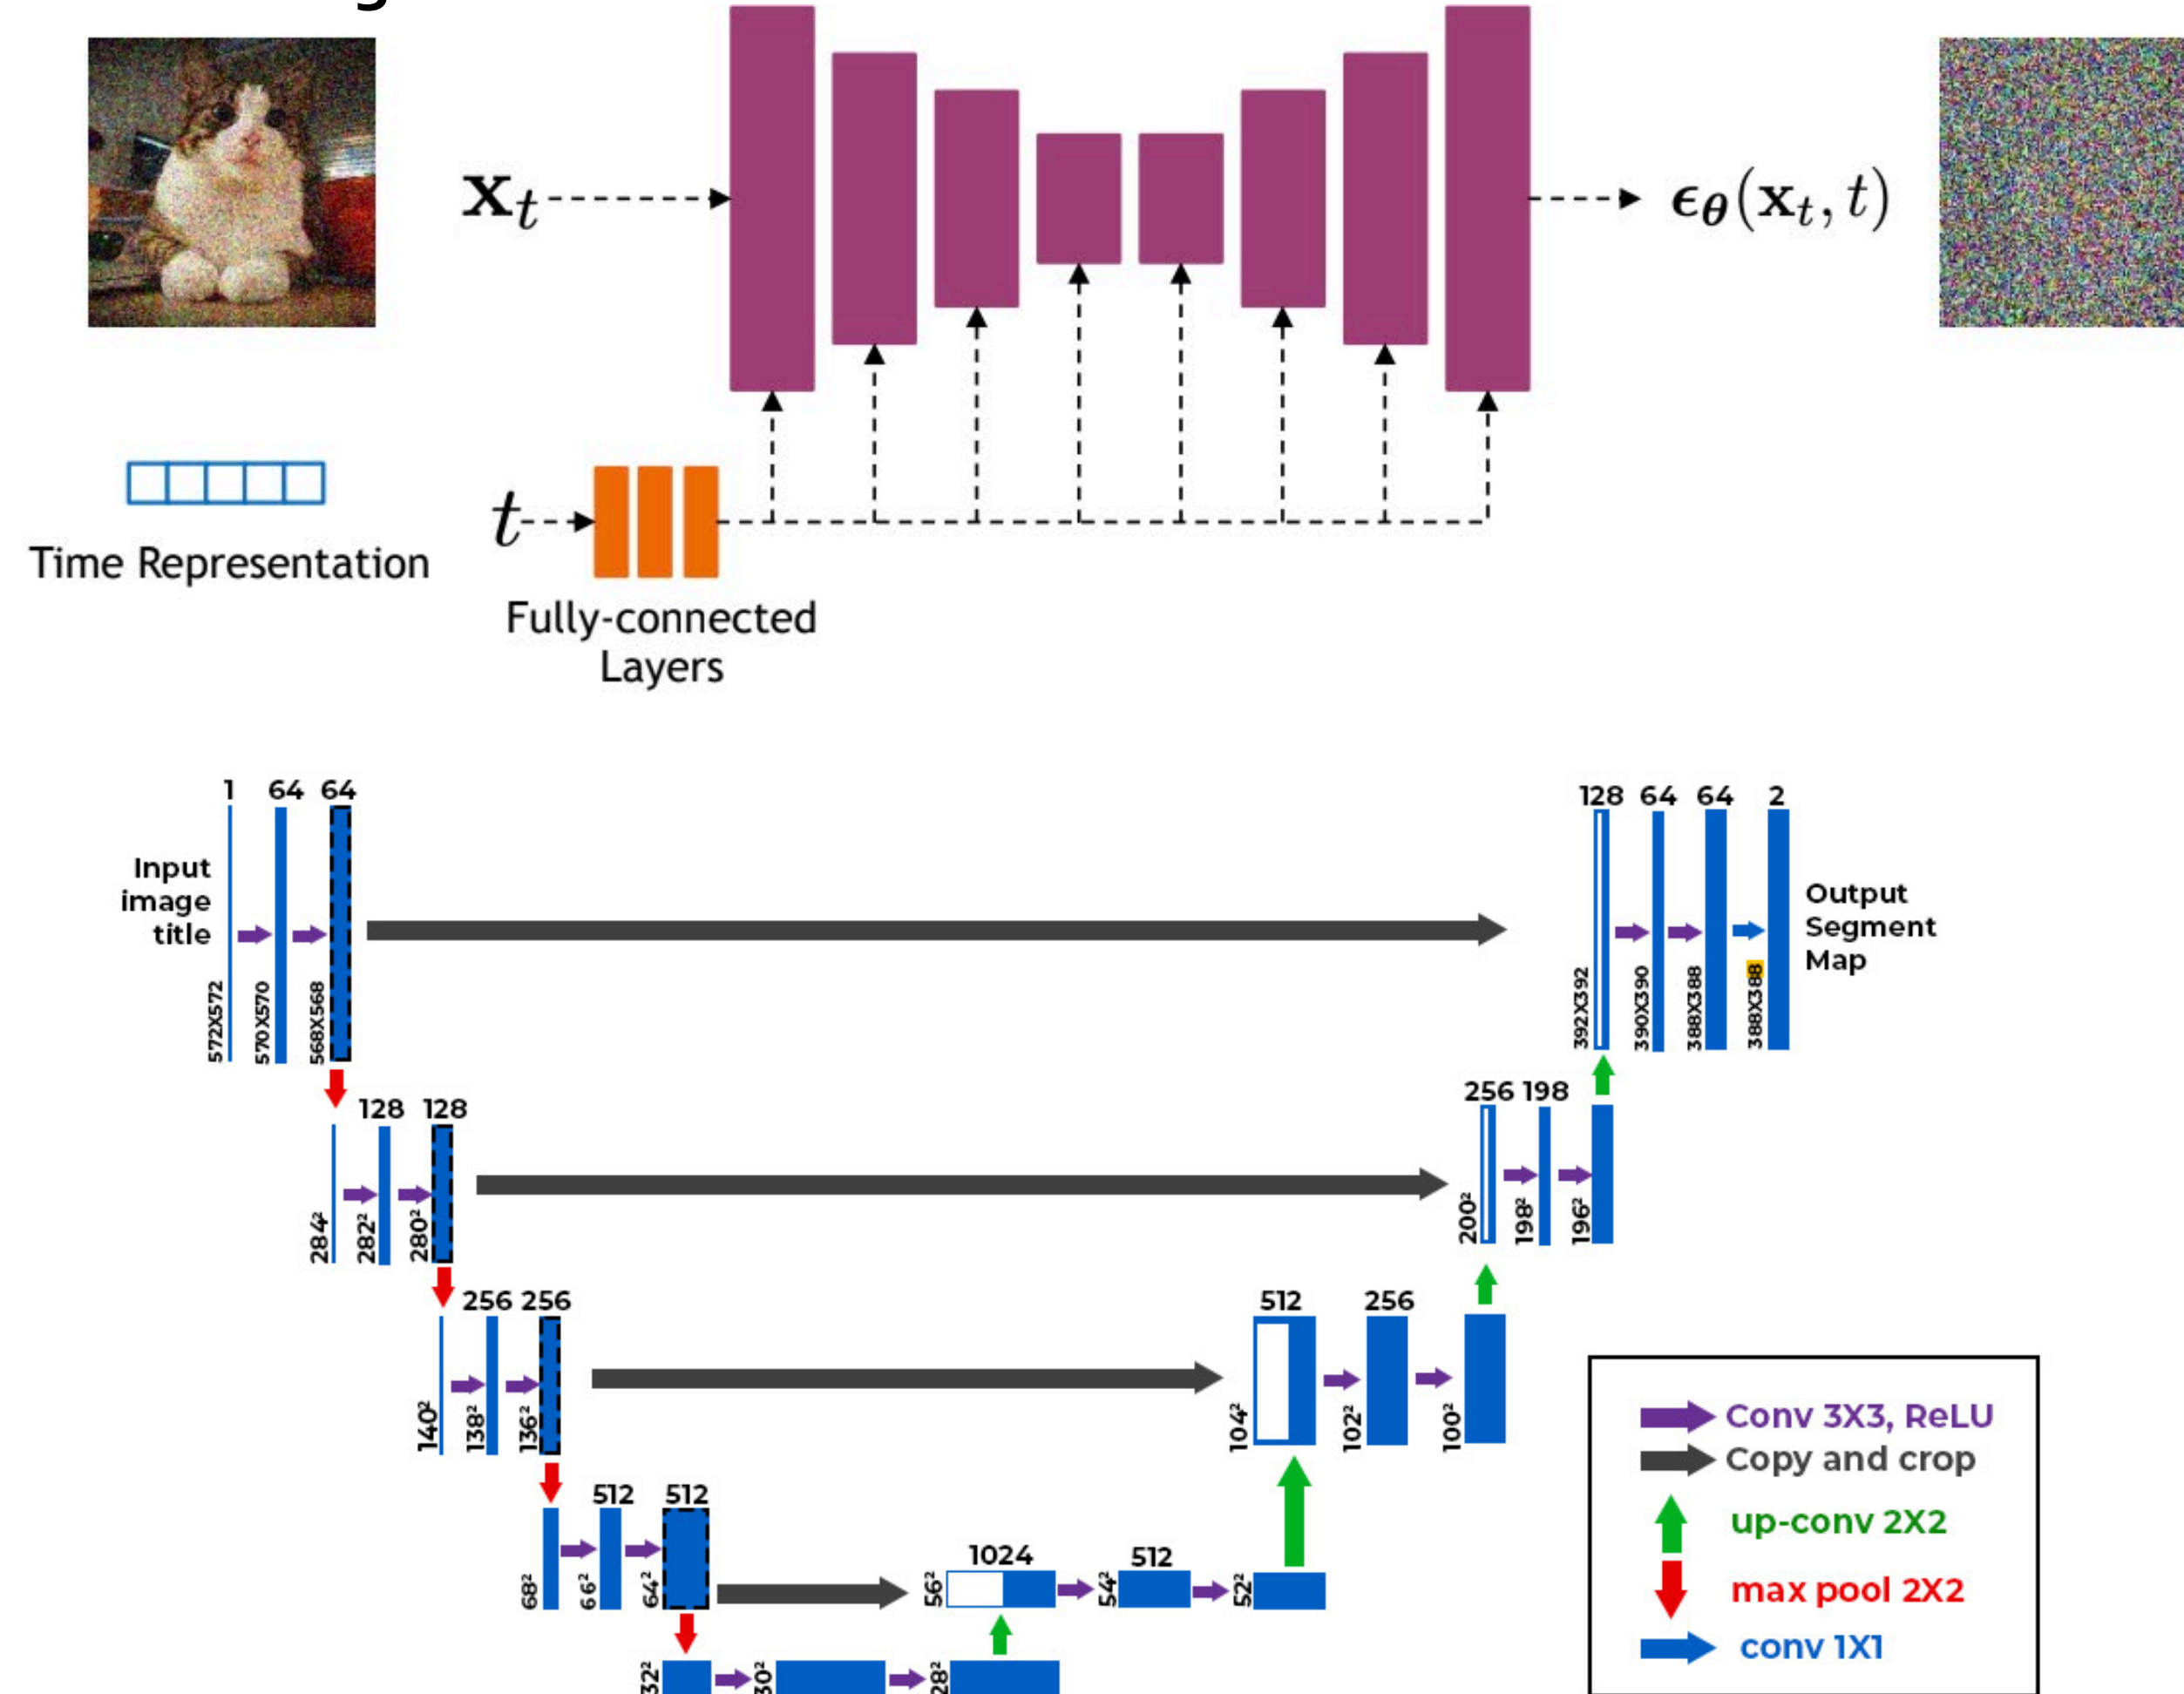 x_t
ϵ_θ(x_t, t)
Time Representation
t
Fully-connected
Layers
1 64 64
128 64 64 2
Input
image
title
Output
Segment
Map
572X572
570X570
568X568
392X392
390X390
388X388
388X388
128 128
256 198
284²
282²
280²
200²
198²
196²
256 256
512 256
140²
138²
136²
104²
102²
100²
512 512
1024 512
68²
66²
64²
56²
54²
52²
32²
30²
28²
Conv 3X3, ReLU
Copy and crop
up-conv 2X2
max pool 2X2
conv 1X1